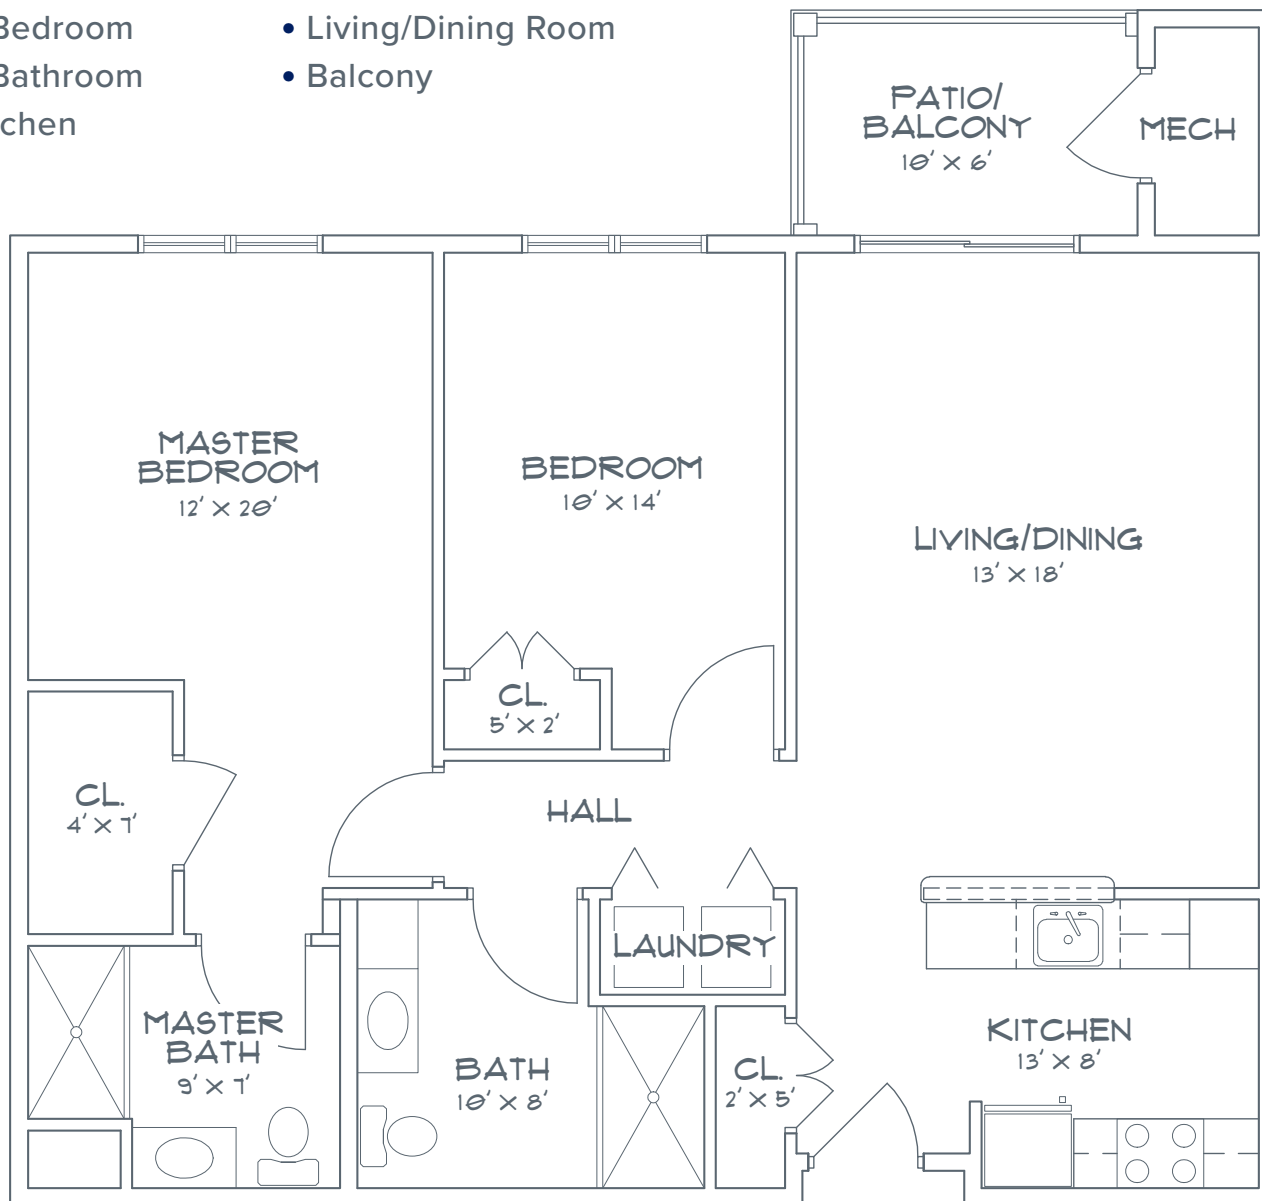 Bedroom
Bathroom
chen
• Living/Dining Room
• Balcony
PATIO/
BALCONY
10' X 6'
MECH
MASTER
BEDROOM
12' X 20'
BEDROOM
10' X 14'
LIVING/DINING
13' X 18'
CL.
5' X 2'
CL.
4' X 7'
HALL
LAUNDRY
MASTER
BATH
9' X 7'
BATH
10' X 8'
CL.
2' X 5'
KITCHEN
13' X 8'